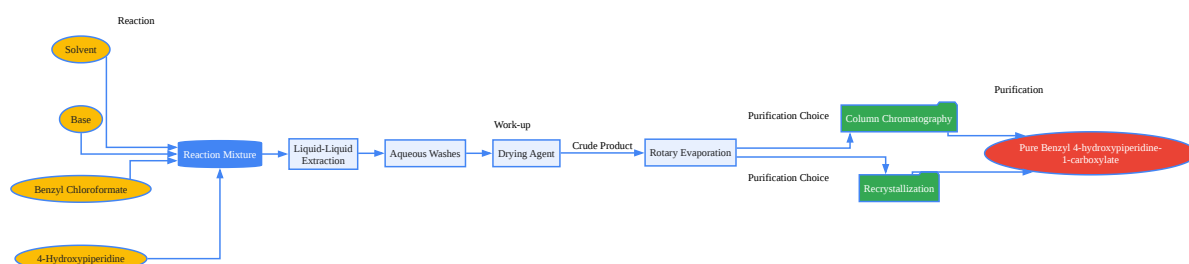 Reaction
Solvent
Base
Benzyl Chloroformate
4-Hydroxypiperidine
Reaction Mixture
Liquid-Liquid
Extraction
Aqueous Washes
Work-up
Drying Agent
Crude Product
Rotary Evaporation
Purification Choice
Purification Choice
Column Chromatography
Recrystallization
Purification
Pure Benzyl 4-hydroxypiperidine-
1-carboxylate